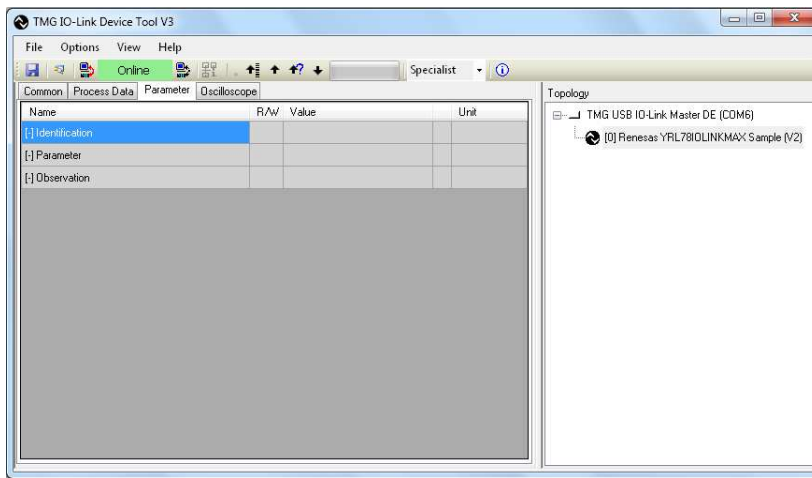 TMG IO-Link Device Tool V3
File Options View Help
Online Specialist
Common Process Data Parameter Oscilloscope
Name R/W Value Unit
[-] Identification
[-] Parameter
[-] Observation
Topology
TMG USB IO-Link Master DE (COM6)
[0] Renesas YRL78IOLINKMAX Sample (V2)